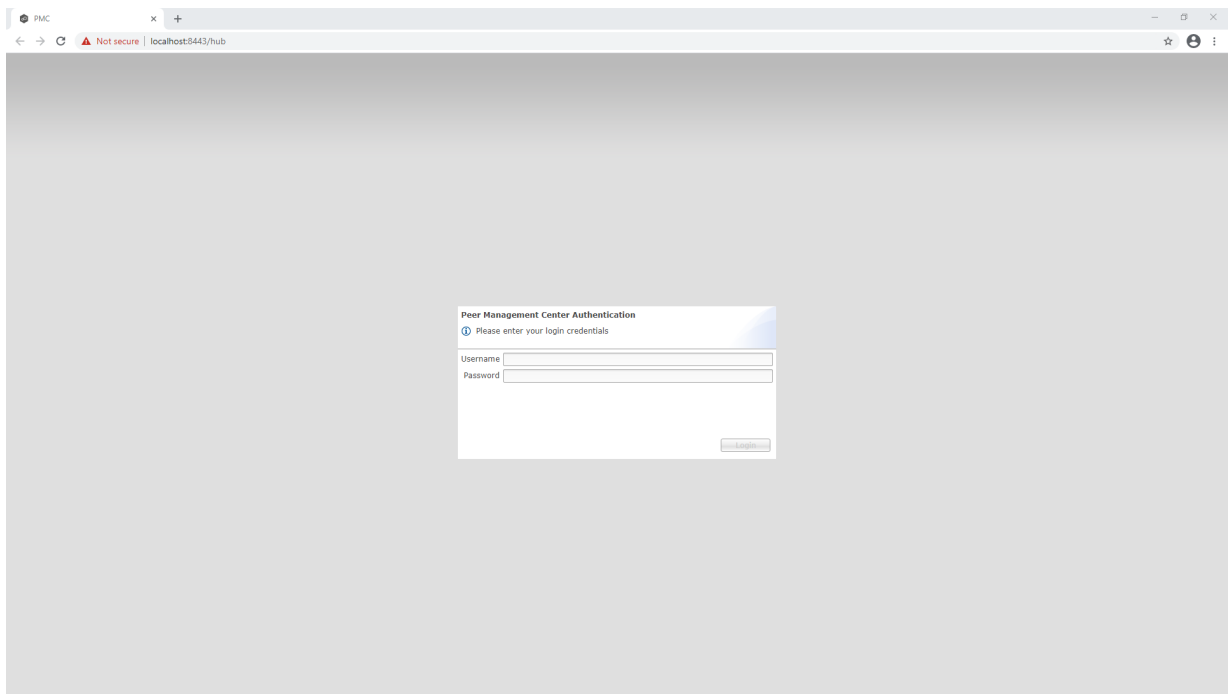 PMC
Not secure | localhost:8443/hub
Peer Management Center Authentication
Please enter your login credentials
Username
Password
Login